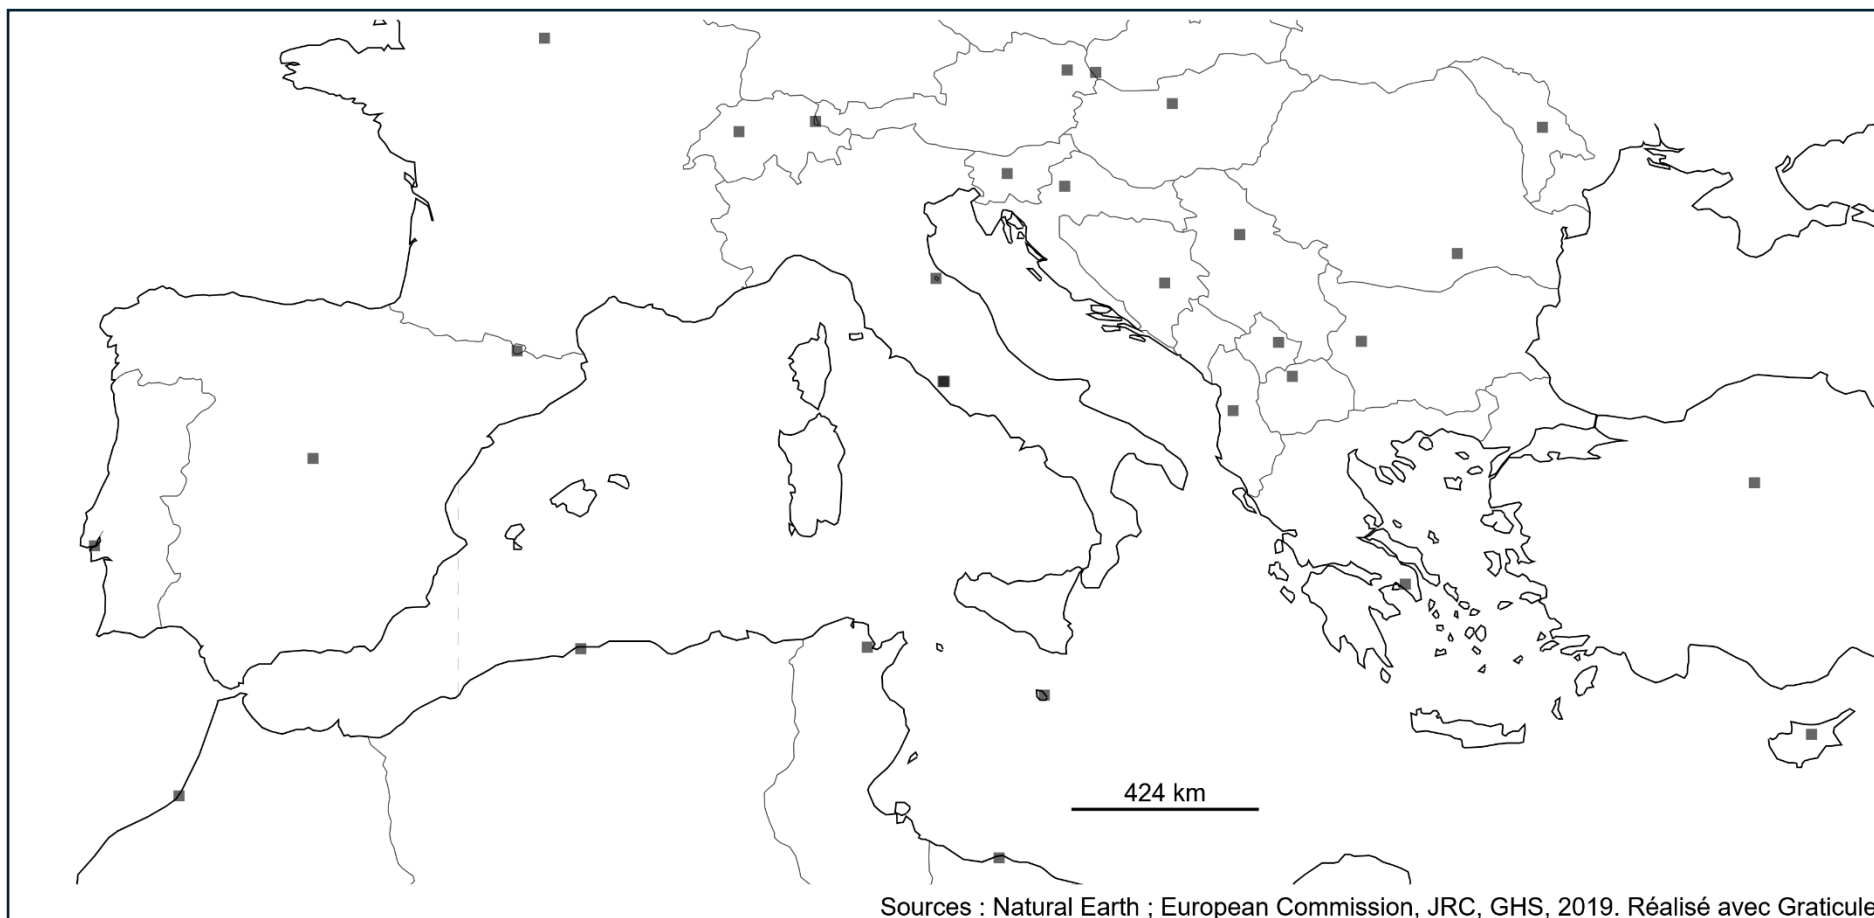 424 km
Sources : Natural Earth ; European Commission, JRC, GHS, 2019. Réalisé avec Graticule